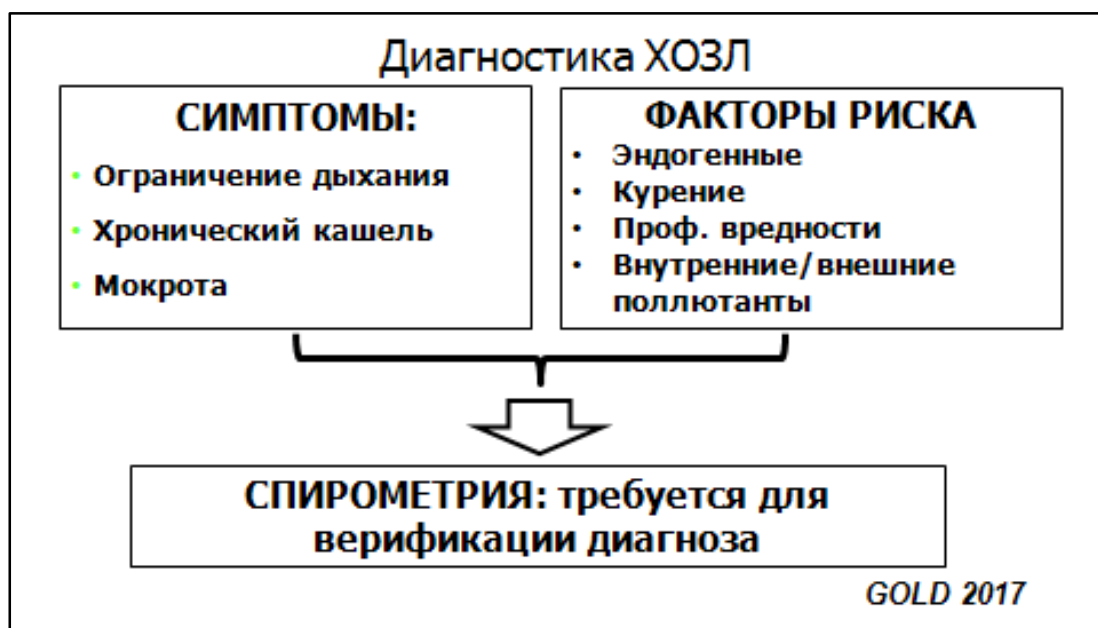 Диагностика ХОЗЛ
СИМПТОМЫ:
• Ограничение дыхания
• Хронический кашель
• Мокрота
ФАКТОРЫ РИСКА
• Эндогенные
• Курение
• Проф. вредности
• Внутренние/внешние
поллютанты
СПИРОМЕТРИЯ: требуется для
верификации диагноза
GOLD 2017